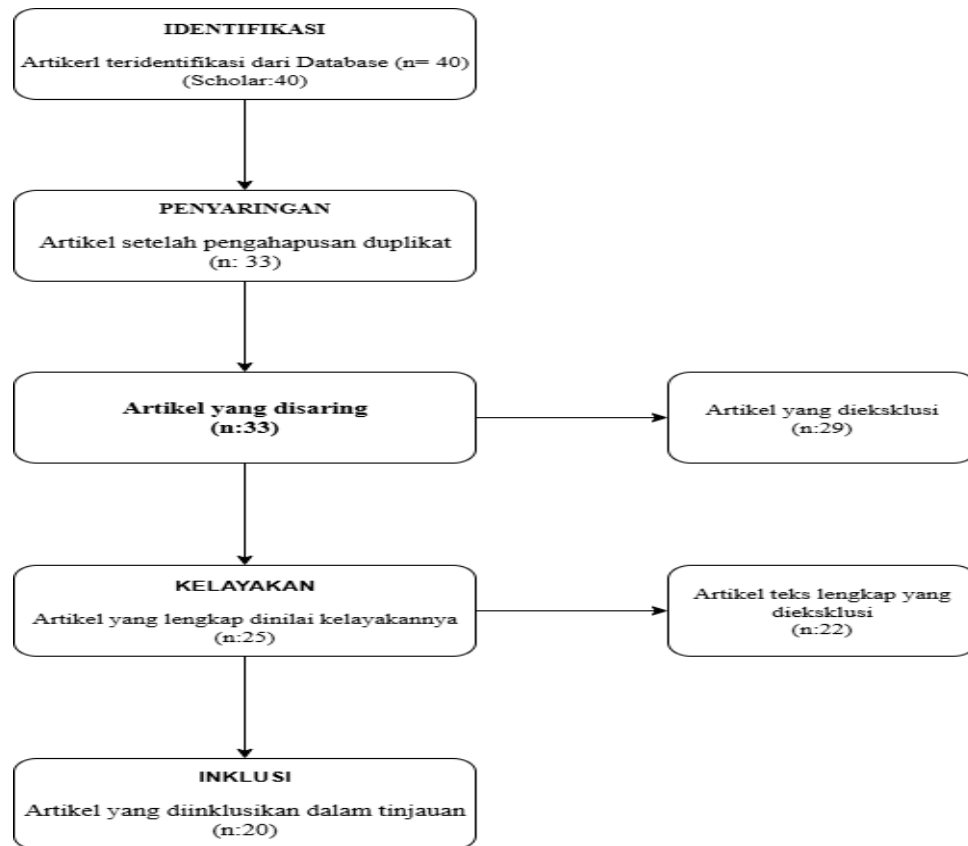 IDENTIFIKASI
Artikerl teridentifikasi dari Database (n= 40)
(Scholar:40)
PENYARINGAN
Artikel setelah pengahapusan duplikat
(n: 33)
Artikel yang disaring
(n:33)
Artikel yang dieksklusi
(n:29)
KELAYAKAN
Artikel yang lengkap dinilai kelayakannya
(n:25)
Artikel teks lengkap yang
dieksklusi
(n:22)
INKLUSI
Artikel yang diinklusikan dalam tinjauan
(n:20)